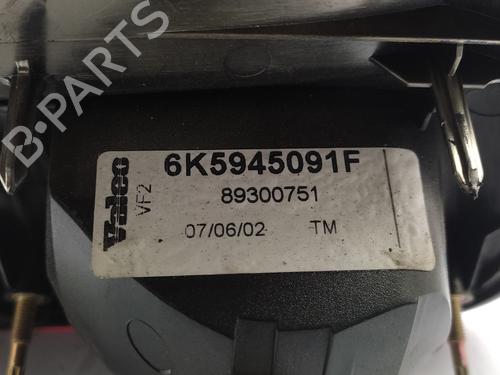 B-PARTS
Valeo
VF2
6K5945091F
89300751
07/06/02 TM